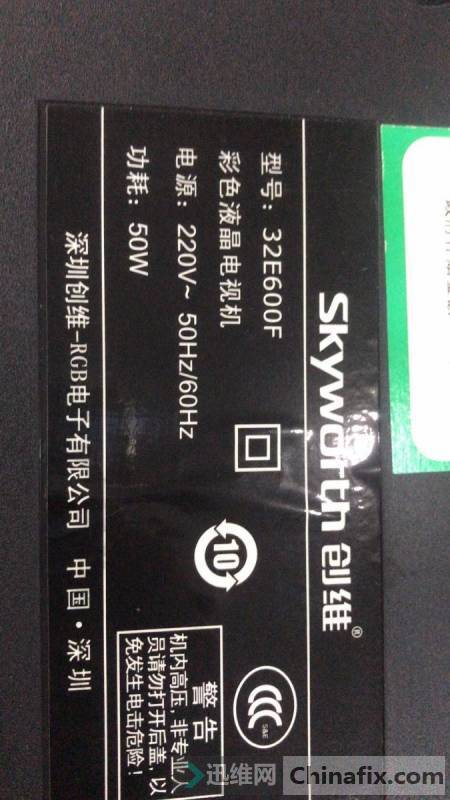 Skyworth 创维®
型号: 32E600F
彩色液晶电视机
电源: 220V~ 50Hz/60Hz
功耗: 50W
10
CCC
S&E
警告
机内高压，非专业人
员请勿打开后盖，以
免发生电击危险！
深圳创维-RGB电子有限公司 中国·深圳
迅维网 Chinafix.com